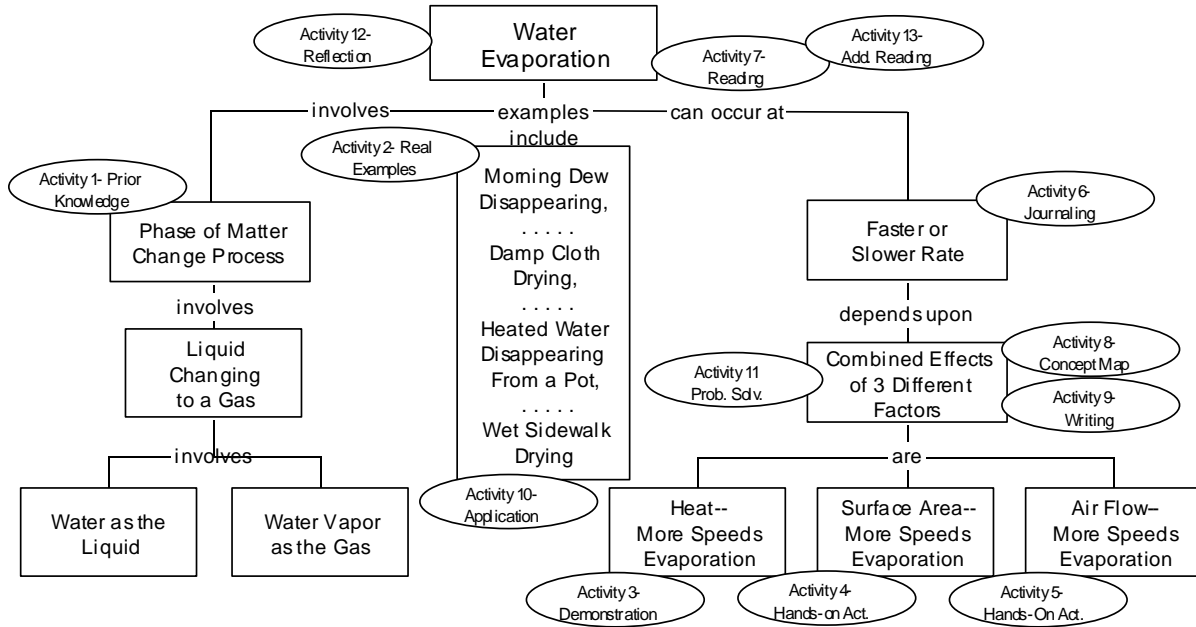 Activity 12-
Reflection
Water
Evaporation
Activity 7-
Reading
Activity 13-
Add. Reading
involves
examples
include
can occur at
Activity 1- Prior
Knowledge
Phase of Matter
Change Process
involves
Liquid
Changing
to a Gas
involves
Water as the
Liquid
Water Vapor
as the Gas
Activity 2- Real
Examples
Morning Dew
Disappearing,
. . . . .
Damp Cloth
Drying,
. . . . .
Heated Water
Disappearing
From a Pot,
. . . . .
Wet Sidewalk
Drying
Activity 10-
Application
Activity 6-
Journaling
Faster or
Slower Rate
depends upon
Activity 11
Prob. Solv.
Combined Effects
of 3 Different
Factors
Activity 8-
Concept Map
Activity 9-
Writing
are
Heat--
More Speeds
Evaporation
Surface Area--
More Speeds
Evaporation
Air Flow--
More Speeds
Evaporation
Activity 3-
Demonstration
Activity 4-
Hands-on Act.
Activity 5-
Hands-On Act.